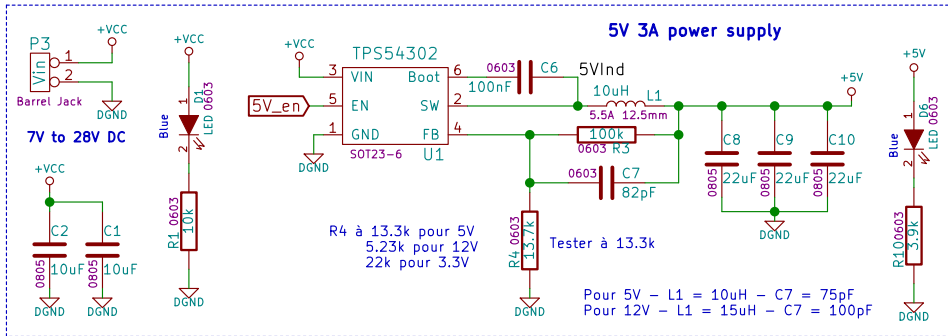 5V 3A power supply
P3
Vin
1
2
Barrel Jack
+VCC
DGND
7V to 28V DC
+VCC
C2
0805
10uF
DGND
C1
0805
10uF
DGND
+VCC
1
D1
LED 0603
Blue
2
R1
0603
10k
DGND
+VCC
TPS54302
3 VIN
5 EN
1 GND
Boot 6
SW 2
FB 4
SOT23-6
U1
5V_en
DGND
0603
C6
100nF
5VInd
10uH
L1
5.5A 12.5mm
100k
0603
R3
0603
C7
82pF
R4
0603
13.7k
DGND
R4 à 13.3k pour 5V
5.23k pour 12V
22k pour 3.3V
Tester à 13.3k
+5V
C8
0805
22uF
C9
0805
22uF
C10
0805
22uF
DGND
Pour 5V - L1 = 10uH - C7 = 75pF
Pour 12V - L1 = 15uH - C7 = 100pF
+5V
1
LED 0603
Blue
2
R10
0603
3.9k
DGND